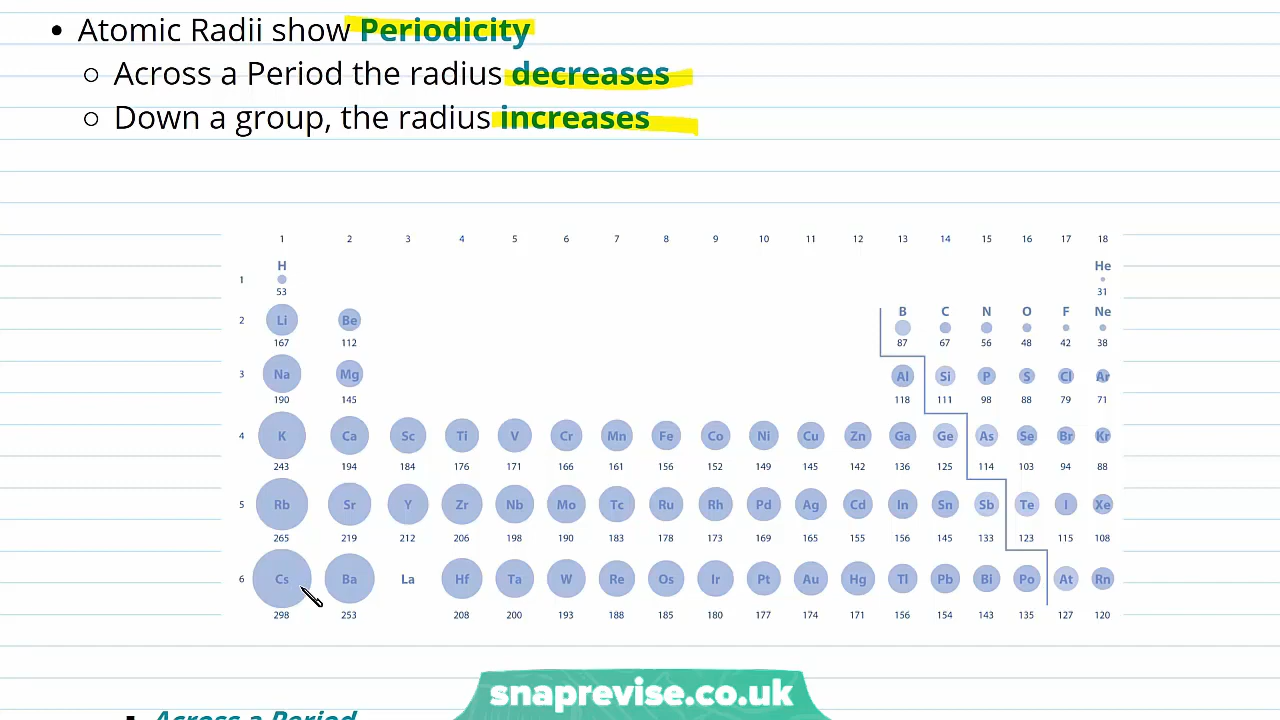 • Atomic Radii show Periodicity
○ Across a Period the radius decreases
○ Down a group, the radius increases
1 2 3 4 5 6 7 8 9 10 11 12 13 14 15 16 17 18
H He
1
53 31
B C N O F Ne
2 Li Be
167 112 87 67 56 48 42 38
3 Na Mg Al Si P S Cl Ar
190 145 118 111 98 88 79 71
4 K Ca Sc Ti V Cr Mn Fe Co Ni Cu Zn Ga Ge As Se Br Kr
243 194 184 176 171 166 161 156 152 149 145 142 136 125 114 103 94 88
5 Rb Sr Y Zr Nb Mo Tc Ru Rh Pd Ag Cd In Sn Sb Te I Xe
265 219 212 206 198 190 183 178 173 169 165 155 156 145 133 123 115 108
6 Cs Ba La Hf Ta W Re Os Ir Pt Au Hg Tl Pb Bi Po At Rn
298 253 208 200 193 188 185 180 177 174 171 156 154 143 135 127 120
snaprevise.co.uk
▪ Across a Period